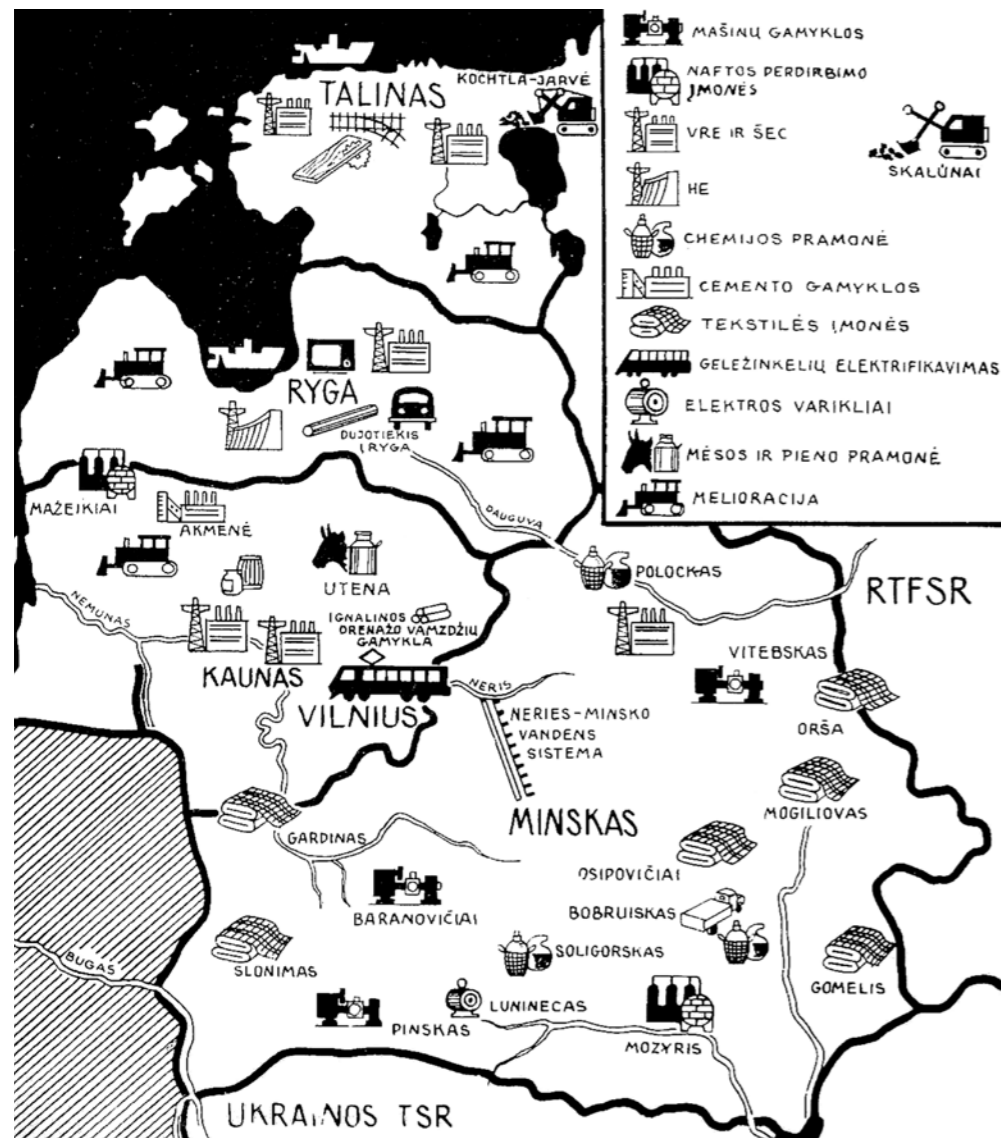 MAŠINŲ GAMYKLOS
NAFTOS PERDIRBIMO
ĮMONĖS
VRE IR ŠEC
SKALŪNAI
HE
CHEMIJOS PRAMONĖ
CEMENTO GAMYKLOS
TEKSTILĖS ĮMONĖS
GELEŽINKELIŲ ELEKTRIFIKAVIMAS
ELEKTROS VARIKLIAI
MĖSOS IR PIENO PRAMONĖ
MELIORACIJA
KOCHTLA-JARVĖ
TALINAS
RYGA
DUJOTIEKIS
Į RYGĄ
MAŽEIKIAI
AKMENĖ
DAUGUVA
UTENA
POLOCKAS
RTFSR
NEMUNAS
IGNALINOS
DRENAŽO VAMZDŽIŲ
GAMYKLA
KAUNAS
VITEBSKAS
VILNIUS
NERIS
NERIES-MINSKO
VANDENS
SISTEMA
ORŠA
MINSKAS
MOGILIOVAS
GARDINAS
OSIPOVIČIAI
BARANOVIČIAI
BOBRUISKAS
SLONIMAS
SOLIGORSKAS
GOMELIS
BUGAS
LUNINECAS
PINSKAS
MOZYRIS
UKRAINOS TSR